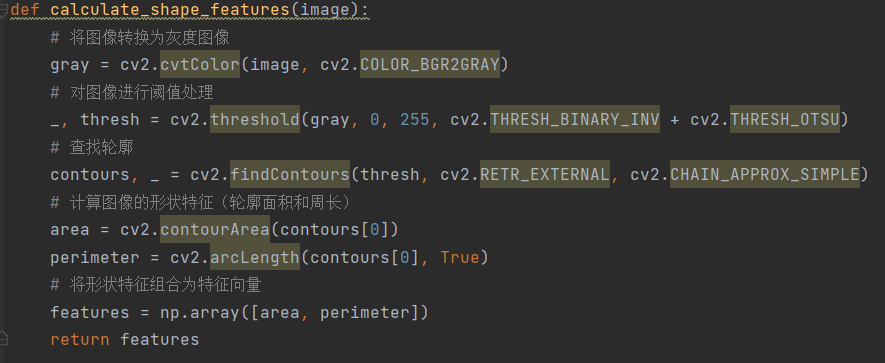 def calculate_shape_features(image):
# 将图像转换为灰度图像
gray = cv2.cvtColor(image, cv2.COLOR_BGR2GRAY)
# 对图像进行阈值处理
_, thresh = cv2.threshold(gray, 0, 255, cv2.THRESH_BINARY_INV + cv2.THRESH_OTSU)
# 查找轮廓
contours, _ = cv2.findContours(thresh, cv2.RETR_EXTERNAL, cv2.CHAIN_APPROX_SIMPLE)
# 计算图像的形状特征（轮廓面积和周长）
area = cv2.contourArea(contours[0])
perimeter = cv2.arcLength(contours[0], True)
# 将形状特征组合为特征向量
features = np.array([area, perimeter])
return features